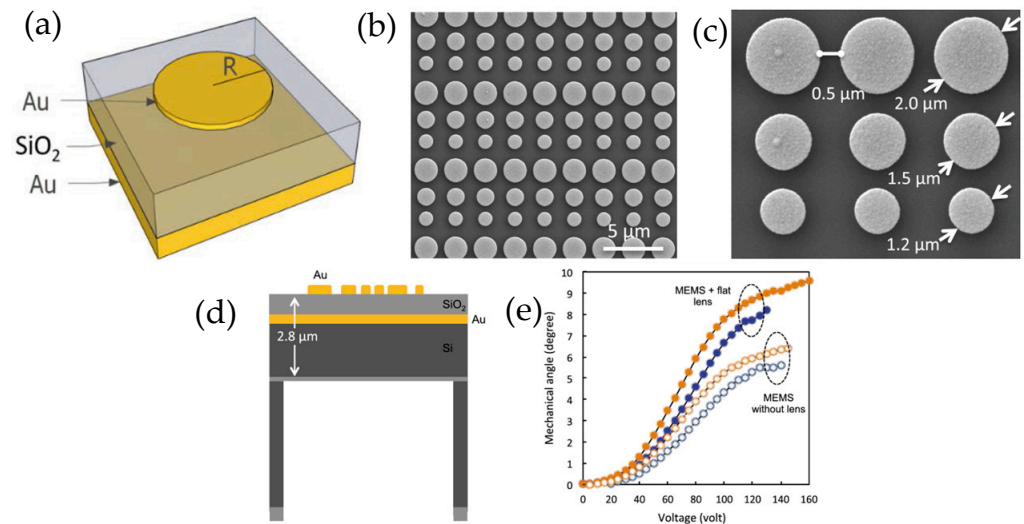 (a)
R
Au
SiO₂
Au
(b)
5 μm
(c)
0.5 μm
2.0 μm
1.5 μm
1.2 μm
(d)
Au
SiO₂
Au
2.8 μm
Si
(e)
10
9
8
7
6
5
4
3
2
1
0
Mechanical angle (degree)
MEMS + flat
lens
MEMS
without lens
0 20 40 60 80 100 120 140 160
Voltage (volt)